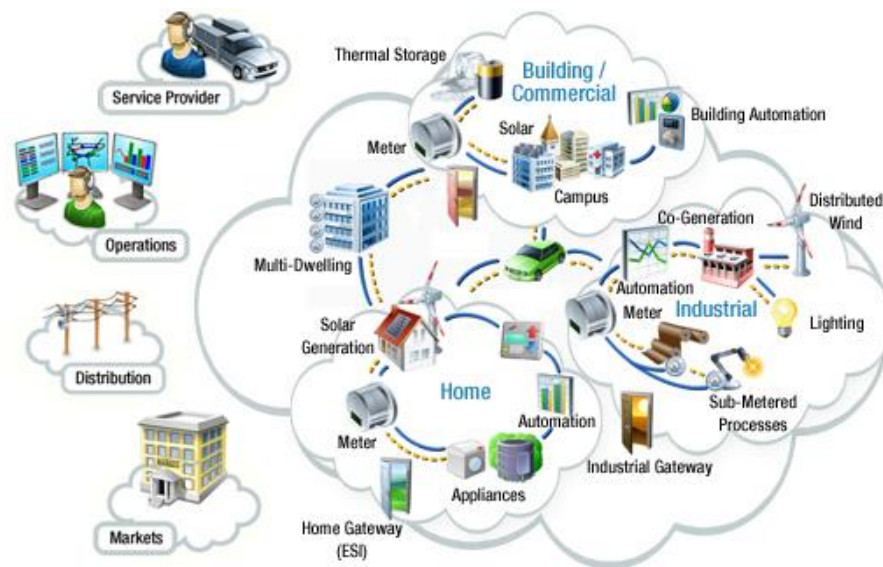 Service Provider
Operations
Distribution
Markets
Thermal Storage
Building /
Commercial
Building Automation
Meter
Solar
Campus
Multi-Dwelling
Distributed
Wind
Co-Generation
Automation
Meter
Industrial
Lighting
Sub-Metered
Processes
Industrial Gateway
Solar
Generation
Home
Meter
Automation
Appliances
Home Gateway
(ESI)